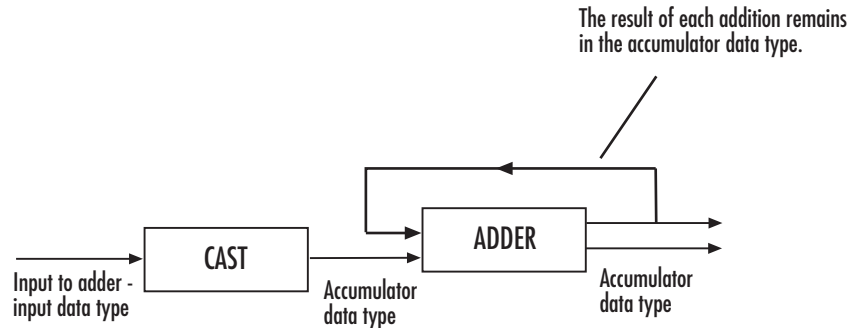 The result of each addition remains
in the accumulator data type.
CAST
ADDER
Input to adder -
input data type
Accumulator
data type
Accumulator
data type